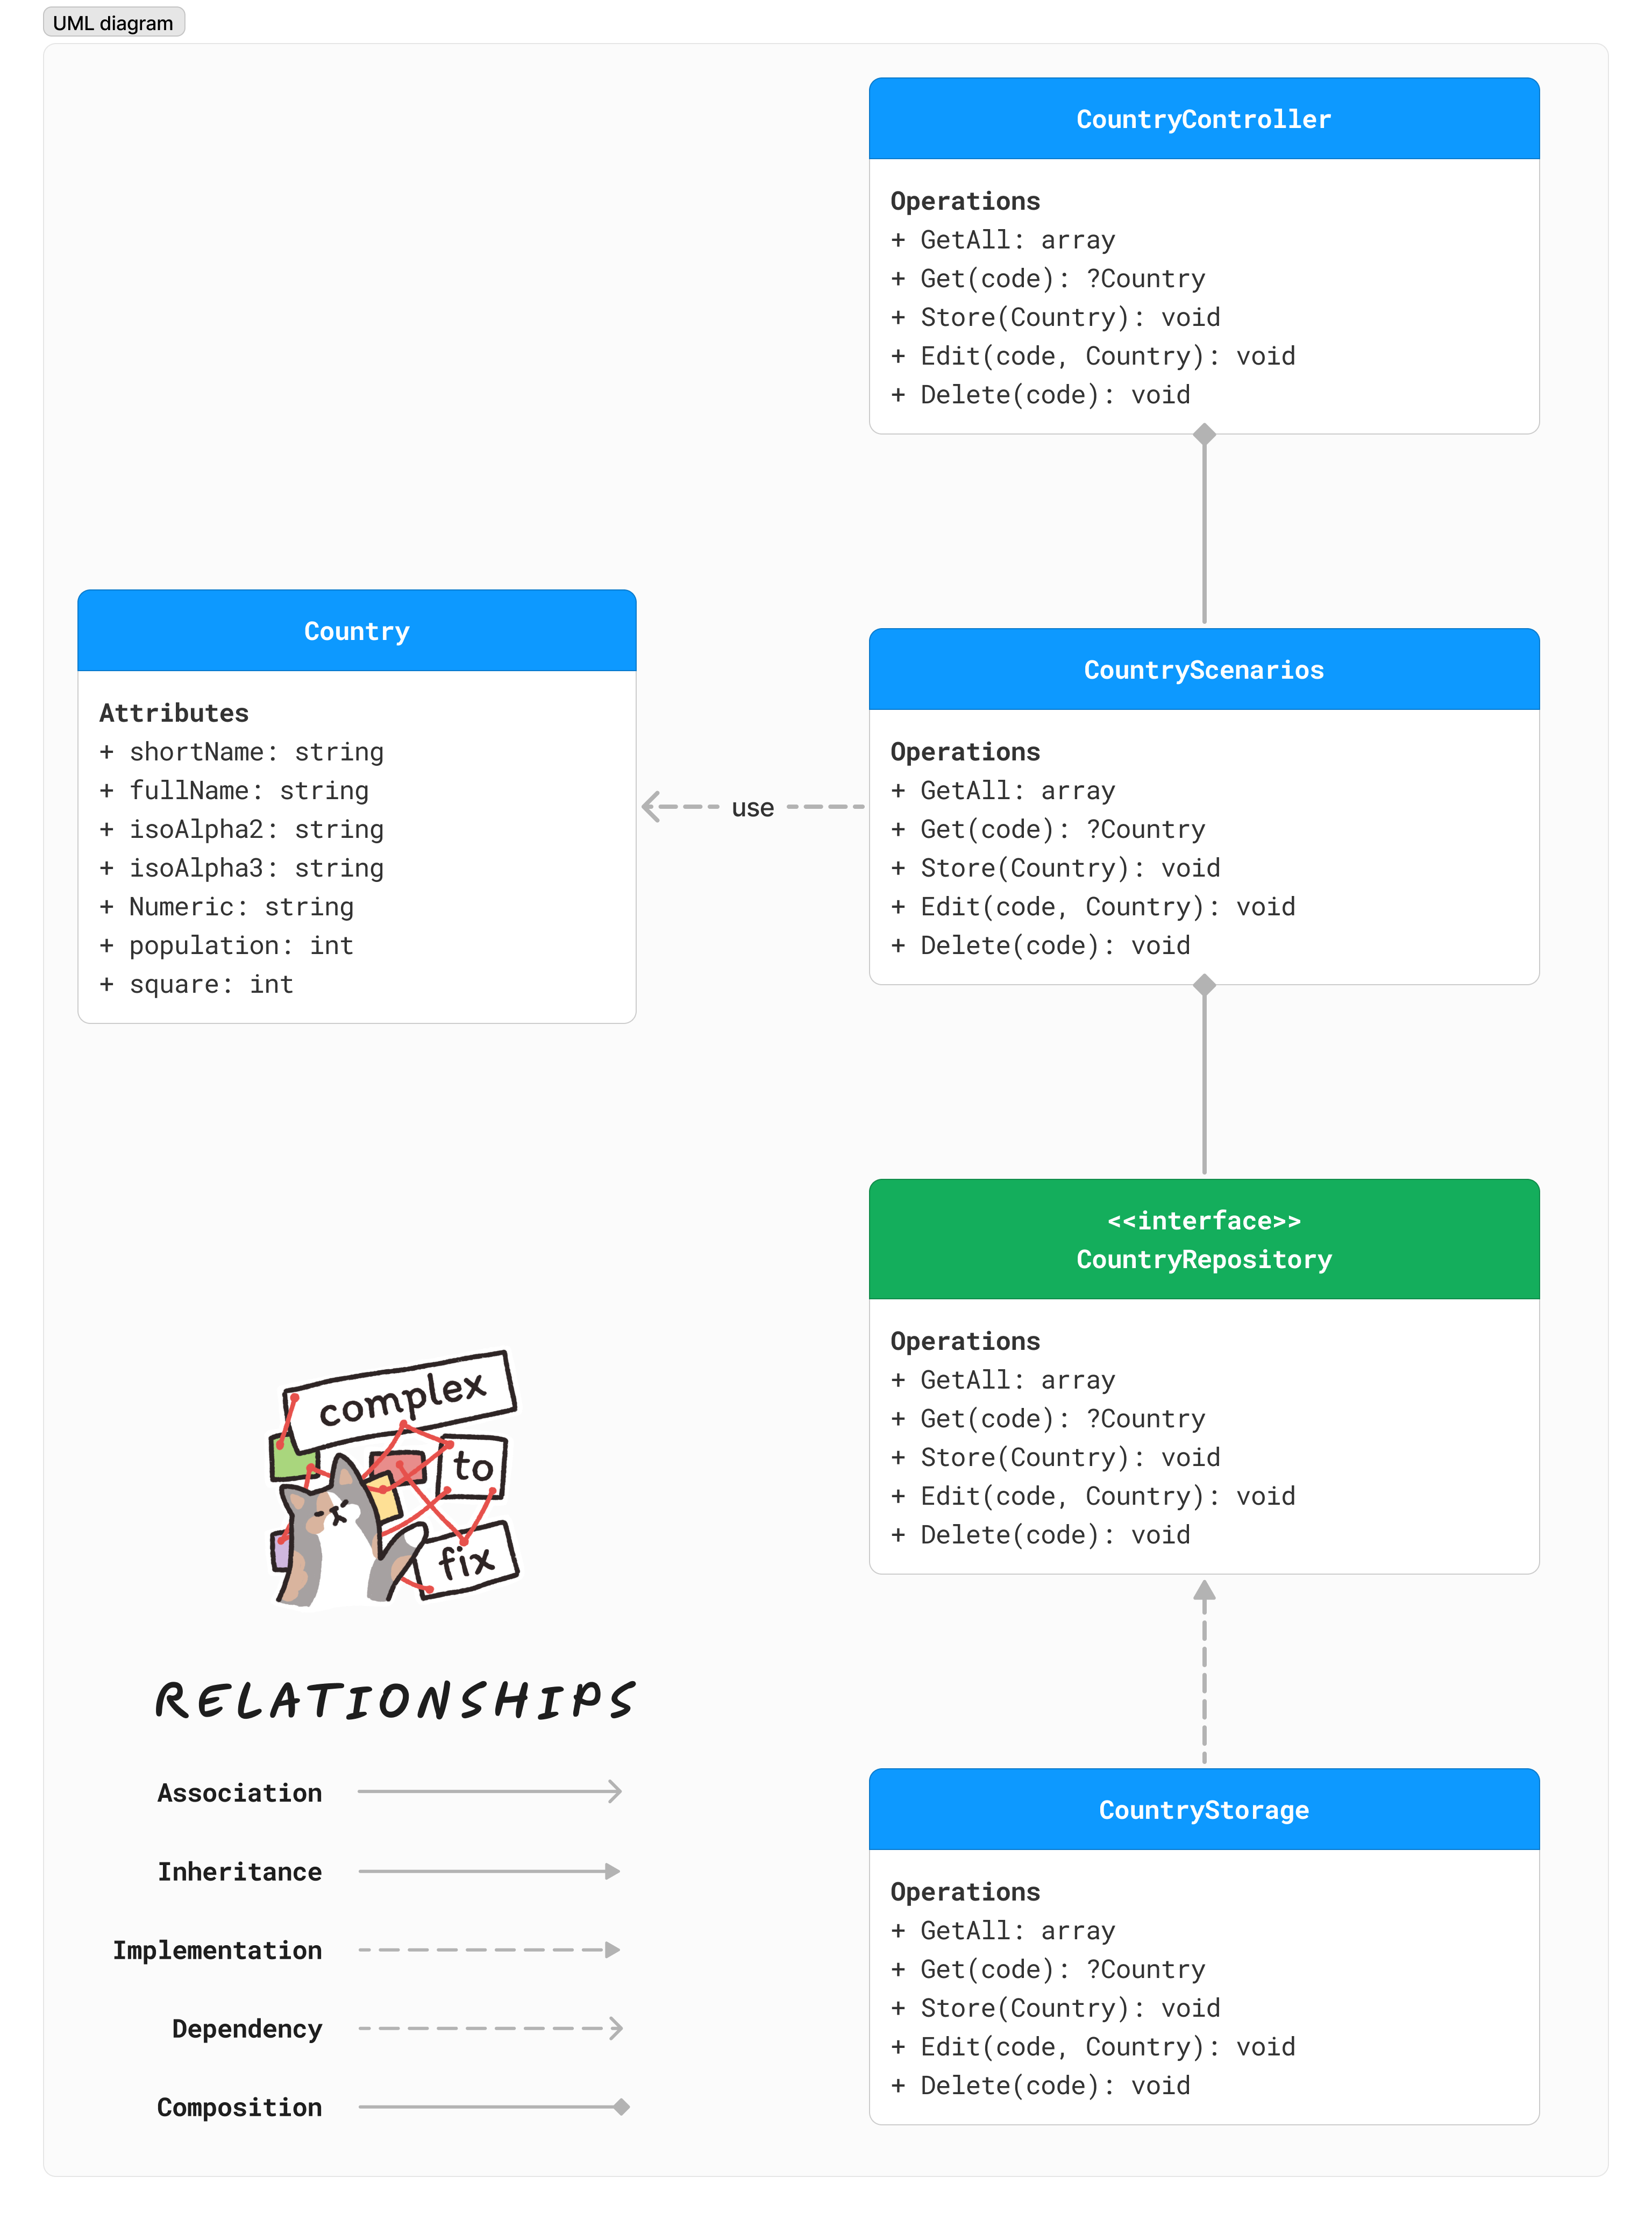 UML diagram
CountryController
Operations
+ GetAll: array
+ Get(code): ?Country
+ Store(Country): void
+ Edit(code, Country): void
+ Delete(code): void
Country
Attributes
+ shortName: string
+ fullName: string
+ isoAlpha2: string
+ isoAlpha3: string
+ Numeric: string
+ population: int
+ square: int
use
CountryScenarios
Operations
+ GetAll: array
+ Get(code): ?Country
+ Store(Country): void
+ Edit(code, Country): void
+ Delete(code): void
<<interface>>
CountryRepository
Operations
+ GetAll: array
+ Get(code): ?Country
+ Store(Country): void
+ Edit(code, Country): void
+ Delete(code): void
complex
to
fix
RELATIONSHIPS
Association
Inheritance
Implementation
Dependency
Composition
CountryStorage
Operations
+ GetAll: array
+ Get(code): ?Country
+ Store(Country): void
+ Edit(code, Country): void
+ Delete(code): void